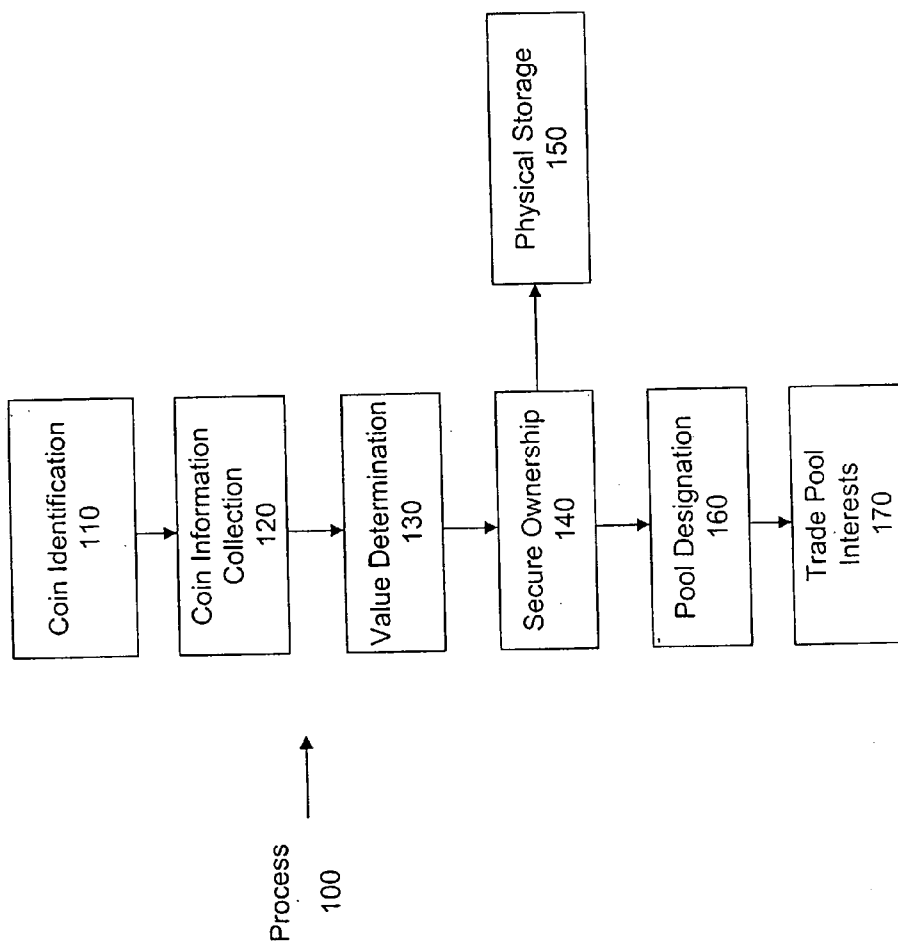 Coin Identification
110
Coin Information
Collection
120
Value Determination
130
Secure Ownership
140
Physical Storage
150
Pool Designation
160
Trade Pool
Interests
170
Process
100